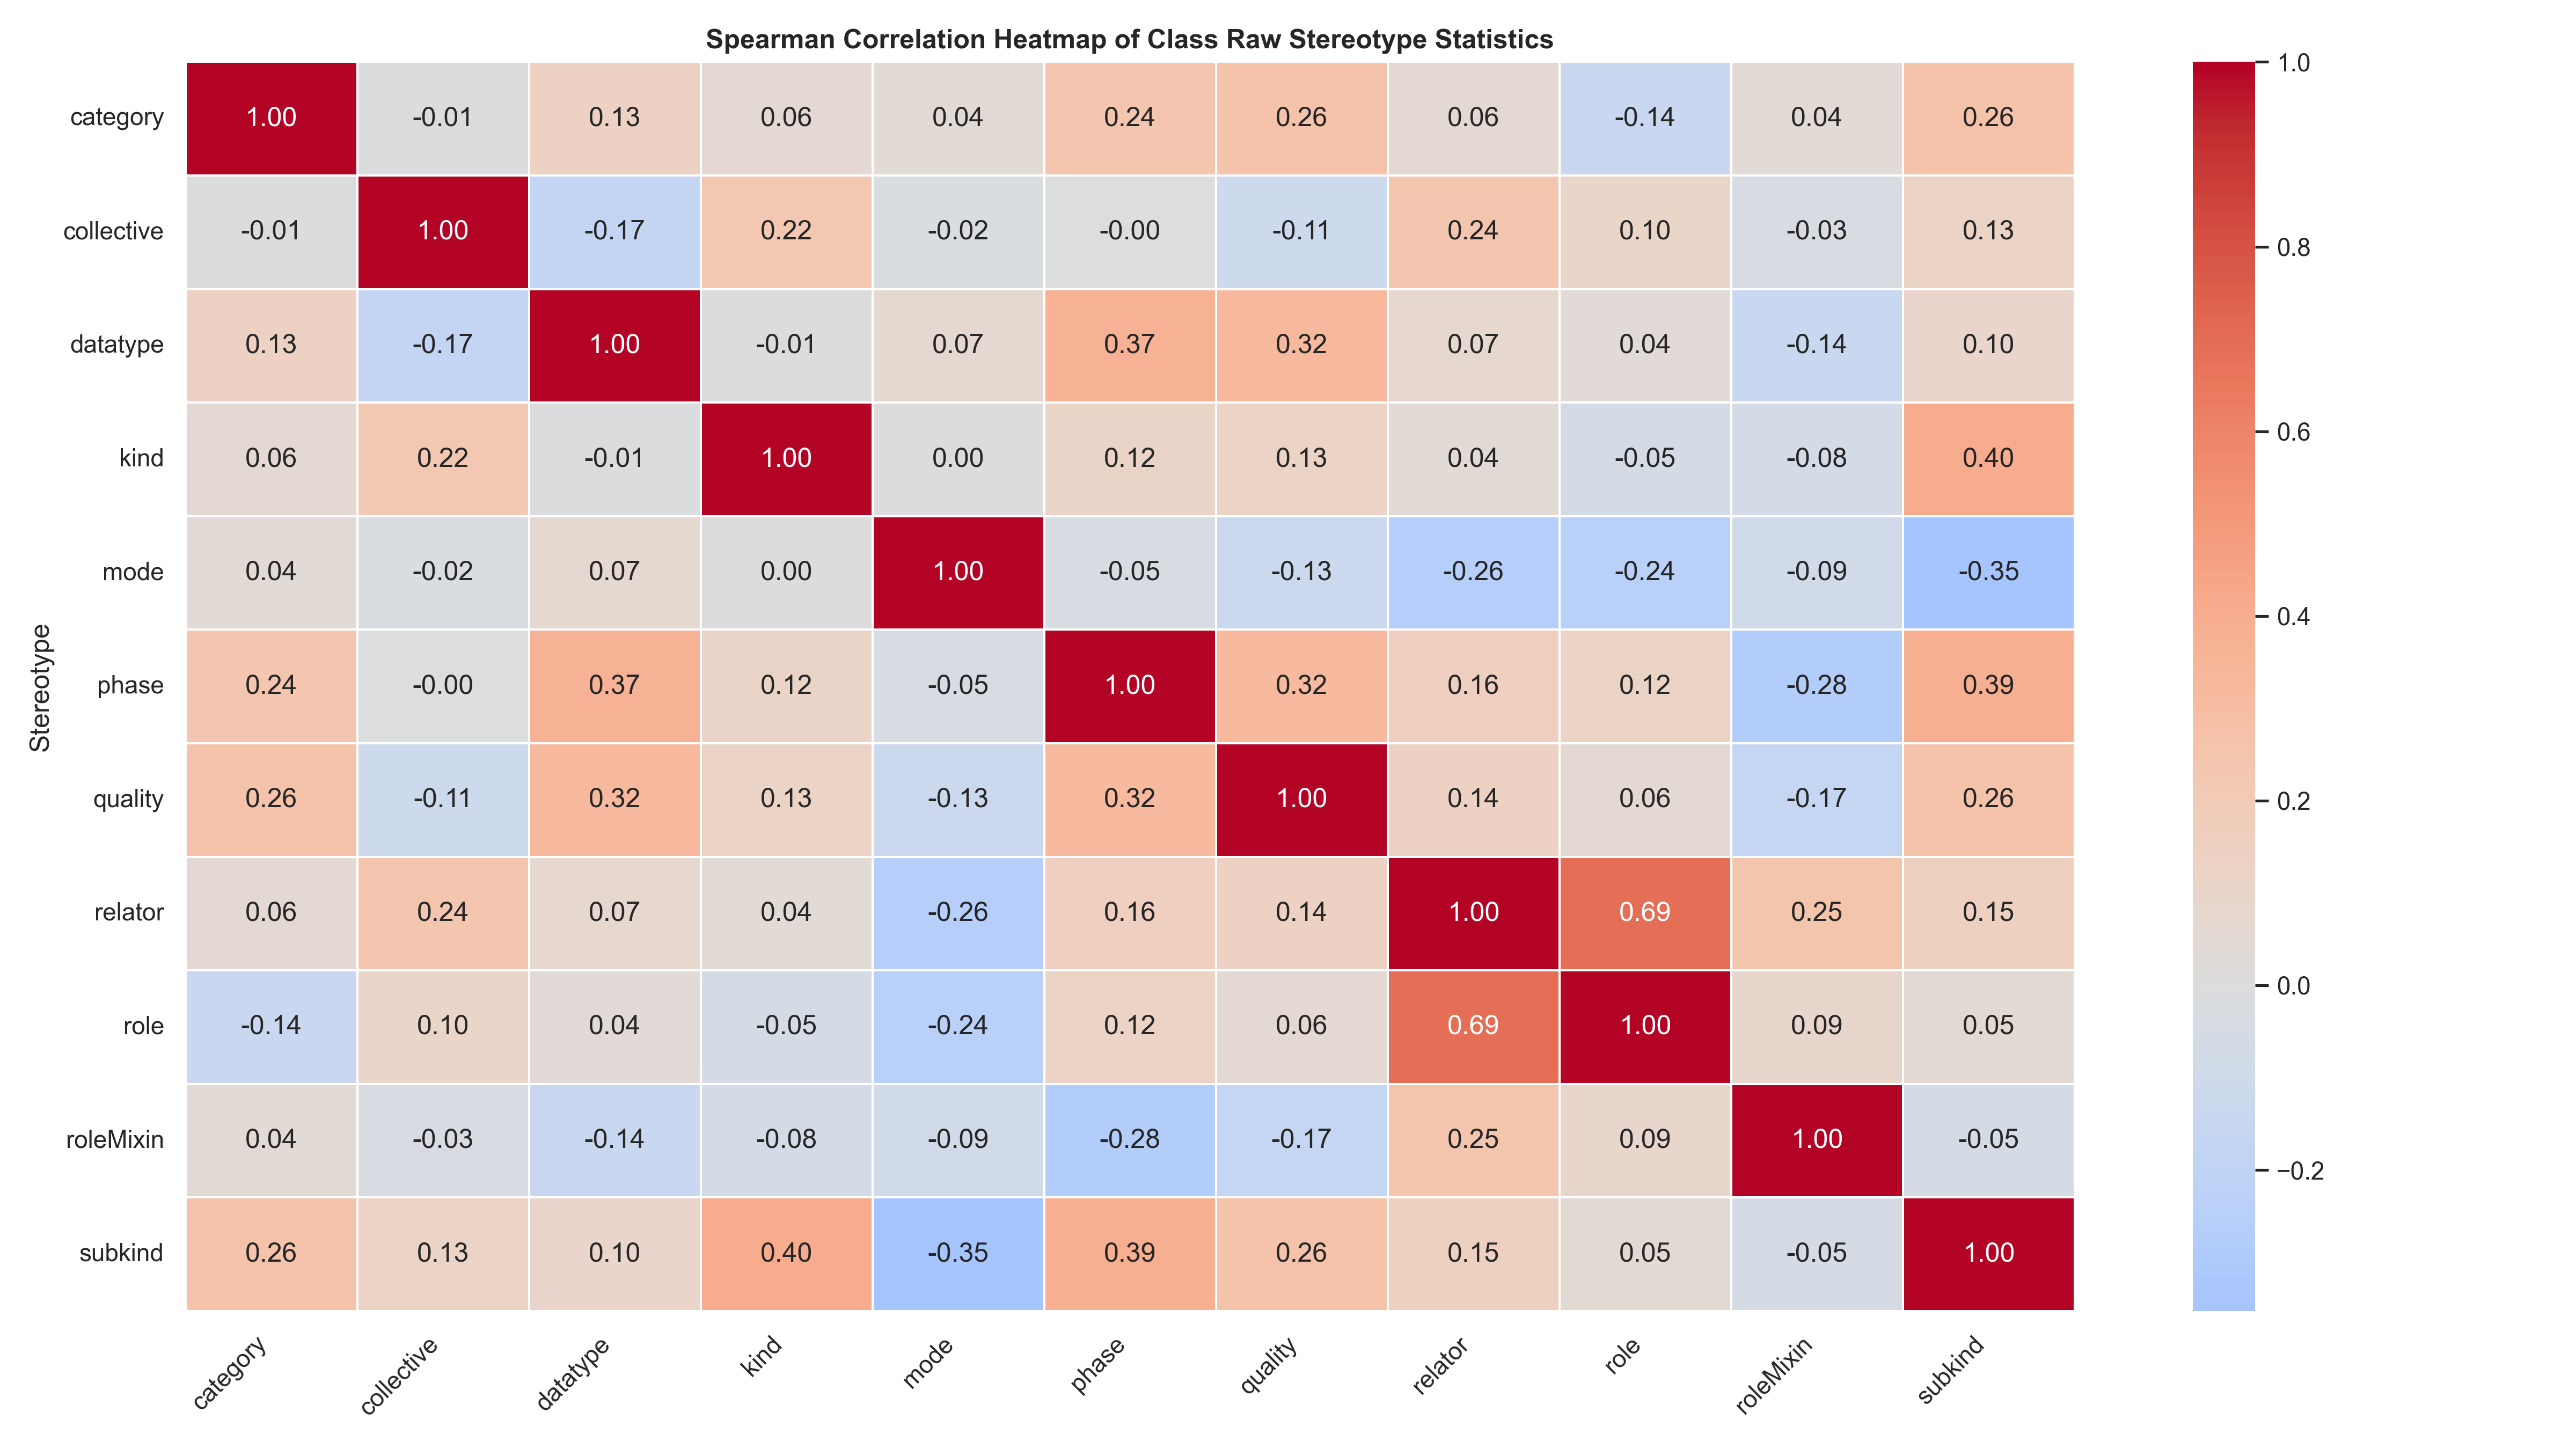 Spearman Correlation Heatmap of Class Raw Stereotype Statistics
category 1.00 -0.01 0.13 0.06 0.04 0.24 0.26 0.06 -0.14 0.04 0.26
collective -0.01 1.00 -0.17 0.22 -0.02 -0.00 -0.11 0.24 0.10 -0.03 0.13
datatype 0.13 -0.17 1.00 -0.01 0.07 0.37 0.32 0.07 0.04 -0.14 0.10
kind 0.06 0.22 -0.01 1.00 0.00 0.12 0.13 0.04 -0.05 -0.08 0.40
mode 0.04 -0.02 0.07 0.00 1.00 -0.05 -0.13 -0.26 -0.24 -0.09 -0.35
phase 0.24 -0.00 0.37 0.12 -0.05 1.00 0.32 0.16 0.12 -0.28 0.39
quality 0.26 -0.11 0.32 0.13 -0.13 0.32 1.00 0.14 0.06 -0.17 0.26
relator 0.06 0.24 0.07 0.04 -0.26 0.16 0.14 1.00 0.69 0.25 0.15
role -0.14 0.10 0.04 -0.05 -0.24 0.12 0.06 0.69 1.00 0.09 0.05
roleMixin 0.04 -0.03 -0.14 -0.08 -0.09 -0.28 -0.17 0.25 0.09 1.00 -0.05
subkind 0.26 0.13 0.10 0.40 -0.35 0.39 0.26 0.15 0.05 -0.05 1.00
category collective datatype kind mode phase quality relator role roleMixin subkind
Stereotype
1.0
0.8
0.6
0.4
0.2
0.0
−0.2